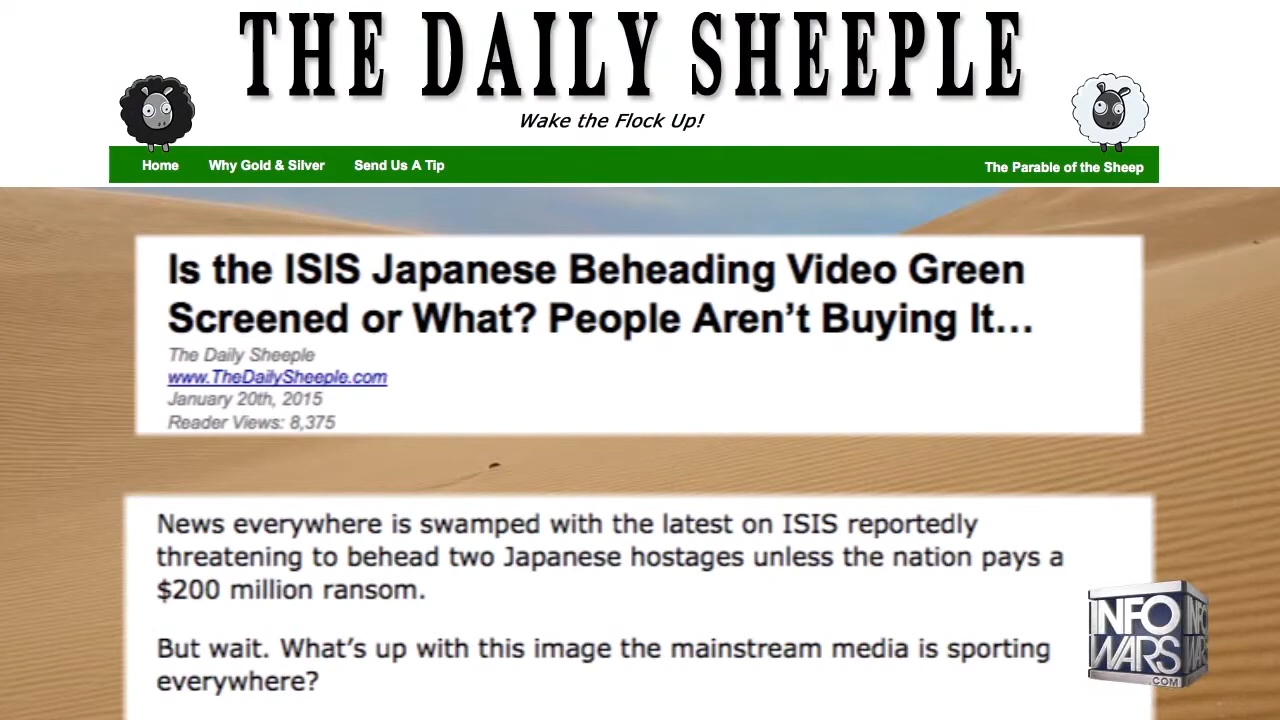 THE DAILY SHEEPLE
Wake the Flock Up!
Home Why Gold & Silver Send Us A Tip The Parable of the Sheep
Is the ISIS Japanese Beheading Video Green
Screened or What? People Aren’t Buying It…
The Daily Sheeple
www.TheDailySheeple.com
January 20th, 2015
Reader Views: 8,375
News everywhere is swamped with the latest on ISIS reportedly
threatening to behead two Japanese hostages unless the nation pays a
$200 million ransom.
But wait. What’s up with this image the mainstream media is sporting
everywhere?
INFO
WARS
.COM